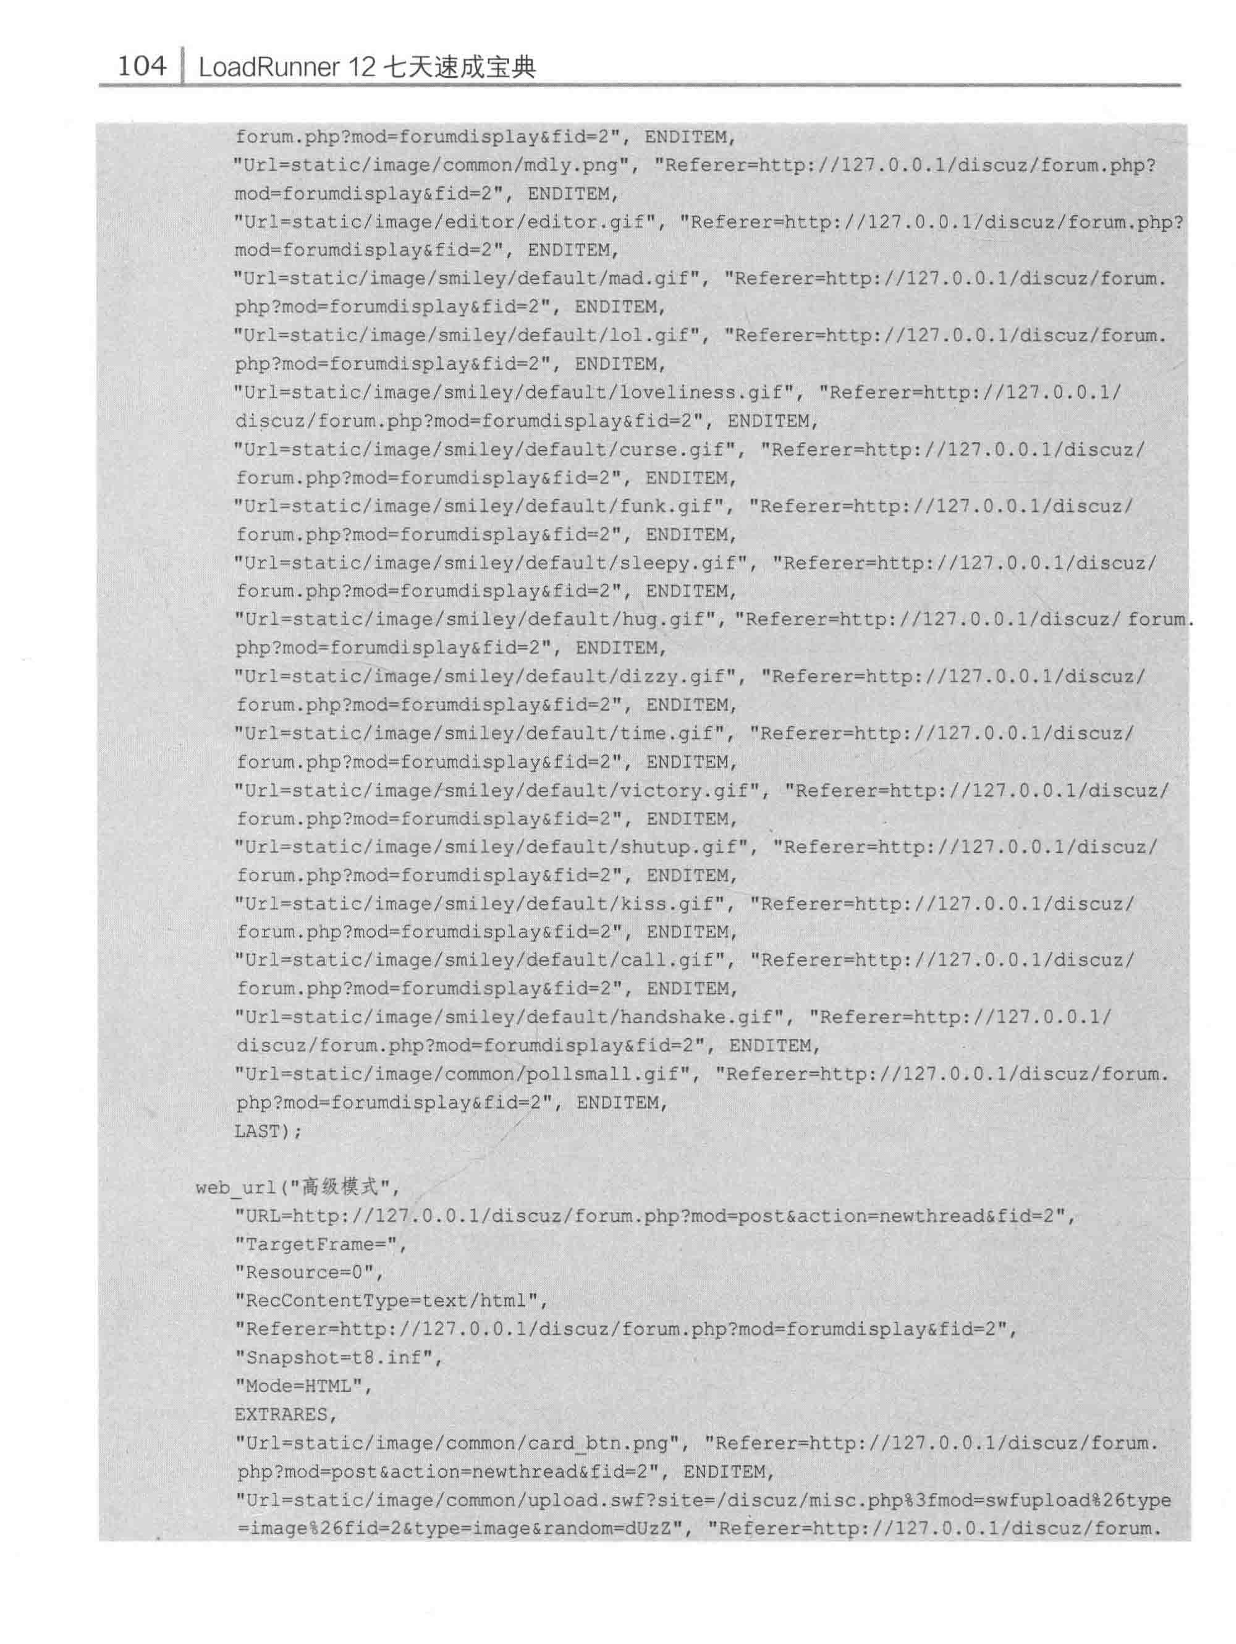 104 LoadRunner 12 七天速成宝典
forum.php?mod=forumdisplay&fid=2", ENDITEM,
"Url=static/image/common/mdly.png", "Referer=http://127.0.0.1/discuz/forum.php?
mod=forumdisplay&fid=2", ENDITEM,
"Url=static/image/editor/editor.gif", "Referer=http://127.0.0.1/discuz/forum.php?
mod=forumdisplay&fid=2", ENDITEM,
"Url=static/image/smiley/default/mad.gif", "Referer=http://127.0.0.1/discuz/forum.
php?mod=forumdisplay&fid=2", ENDITEM,
"Url=static/image/smiley/default/lol.gif", "Referer=http://127.0.0.1/discuz/forum.
php?mod=forumdisplay&fid=2", ENDITEM,
"Url=static/image/smiley/default/loveliness.gif", "Referer=http://127.0.0.1/
discuz/forum.php?mod=forumdisplay&fid=2", ENDITEM,
"Url=static/image/smiley/default/curse.gif", "Referer=http://127.0.0.1/discuz/
forum.php?mod=forumdisplay&fid=2", ENDITEM,
"Url=static/image/smiley/default/funk.gif", "Referer=http://127.0.0.1/discuz/
forum.php?mod=forumdisplay&fid=2", ENDITEM,
"Url=static/image/smiley/default/sleepy.gif", "Referer=http://127.0.0.1/discuz/
forum.php?mod=forumdisplay&fid=2", ENDITEM,
"Url=static/image/smiley/default/hug.gif", "Referer=http://127.0.0.1/discuz/ forum.
php?mod=forumdisplay&fid=2", ENDITEM,
"Url=static/image/smiley/default/dizzy.gif", "Referer=http://127.0.0.1/discuz/
forum.php?mod=forumdisplay&fid=2", ENDITEM,
"Url=static/image/smiley/default/time.gif", "Referer=http://127.0.0.1/discuz/
forum.php?mod=forumdisplay&fid=2", ENDITEM,
"Url=static/image/smiley/default/victory.gif", "Referer=http://127.0.0.1/discuz/
forum.php?mod=forumdisplay&fid=2", ENDITEM,
"Url=static/image/smiley/default/shutup.gif", "Referer=http://127.0.0.1/discuz/
forum.php?mod=forumdisplay&fid=2", ENDITEM,
"Url=static/image/smiley/default/kiss.gif", "Referer=http://127.0.0.1/discuz/
forum.php?mod=forumdisplay&fid=2", ENDITEM,
"Url=static/image/smiley/default/call.gif", "Referer=http://127.0.0.1/discuz/
forum.php?mod=forumdisplay&fid=2", ENDITEM,
"Url=static/image/smiley/default/handshake.gif", "Referer=http://127.0.0.1/
discuz/forum.php?mod=forumdisplay&fid=2", ENDITEM,
"Url=static/image/common/pollsmall.gif", "Referer=http://127.0.0.1/discuz/forum.
php?mod=forumdisplay&fid=2", ENDITEM,
LAST);
web_url("高级模式",
"URL=http://127.0.0.1/discuz/forum.php?mod=post&action=newthread&fid=2",
"TargetFrame=",
"Resource=0",
"RecContentType=text/html",
"Referer=http://127.0.0.1/discuz/forum.php?mod=forumdisplay&fid=2",
"Snapshot=t8.inf",
"Mode=HTML",
EXTRARES,
"Url=static/image/common/card_btn.png", "Referer=http://127.0.0.1/discuz/forum.
php?mod=post&action=newthread&fid=2", ENDITEM,
"Url=static/image/common/upload.swf?site=/discuz/misc.php%3fmod=swfupload%26type
=image%26fid=2&type=image&random=dUzZ", "Referer=http://127.0.0.1/discuz/forum.